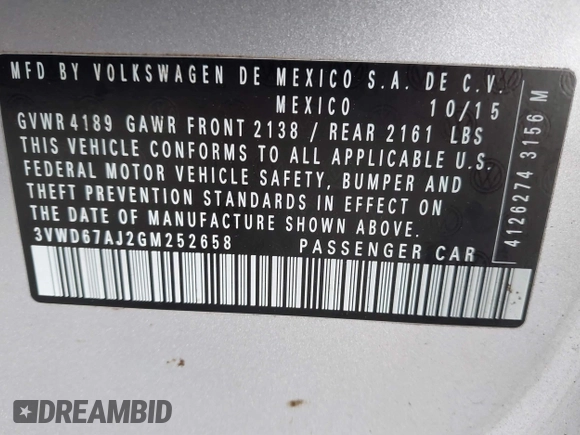 MFD BY VOLKSWAGEN DE MEXICO S.A. DE C.V.
MEXICO 10/15
GVWR 4189 GAWR FRONT 2138 / REAR 2161 LBS
THIS VEHICLE CONFORMS TO ALL APPLICABLE U.S.
FEDERAL MOTOR VEHICLE SAFETY, BUMPER AND
THEFT PREVENTION STANDARDS IN EFFECT ON
THE DATE OF MANUFACTURE SHOWN ABOVE.
3VWD67AJ2GM252658 PASSENGER CAR
41262743156 M
DREAMBID